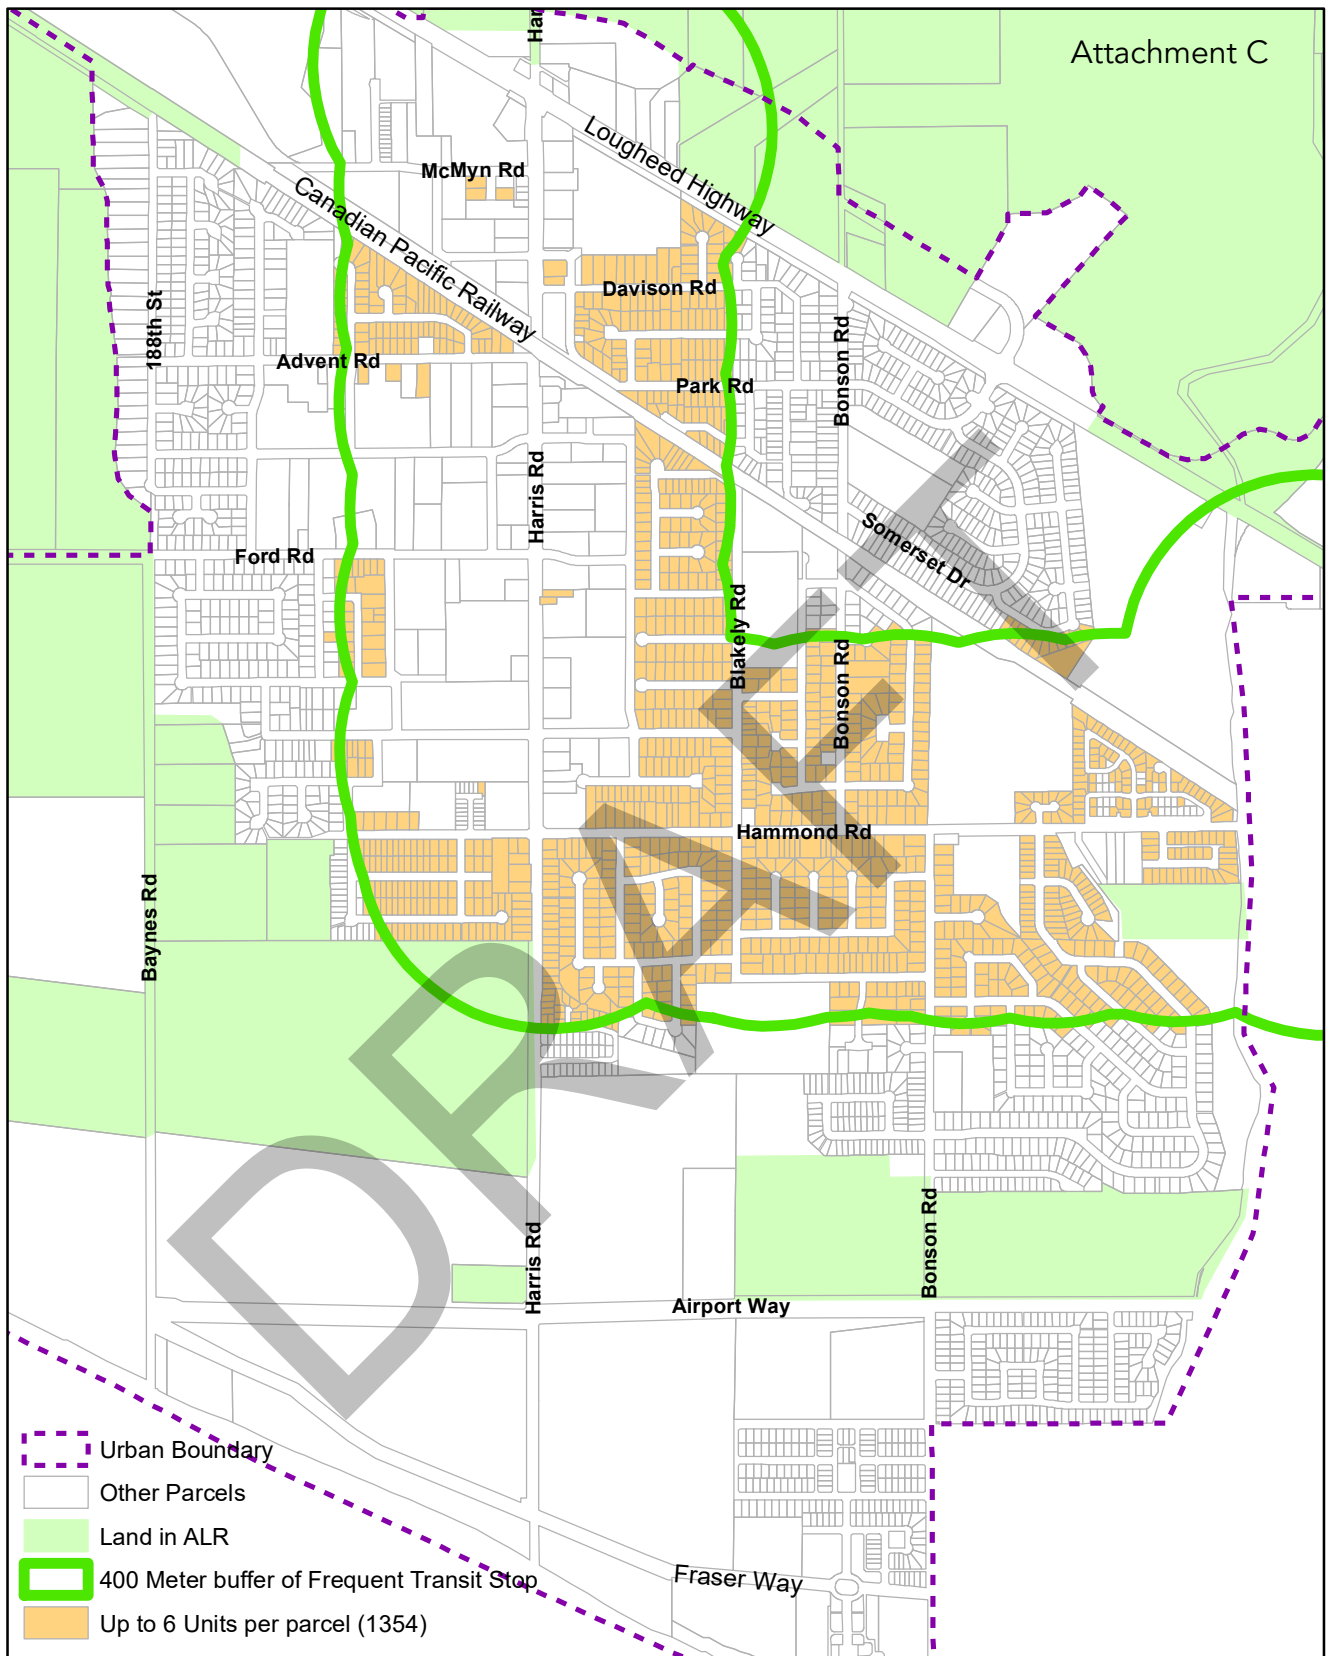 Har
Attachment C
Lougheed Highway
McMyn Rd
Canadian Pacific Railway
Davison Rd
188th St
Advent Rd
Bonson Rd
Park Rd
Harris Rd
Somerset Dr
Ford Rd
Blakely Rd
Bonson Rd
Hammond Rd
Baynes Rd
DRAFT
Harris Rd
Bonson Rd
Airport Way
Fraser Way
Urban Boundary
Other Parcels
Land in ALR
400 Meter buffer of Frequent Transit Stop
Up to 6 Units per parcel (1354)